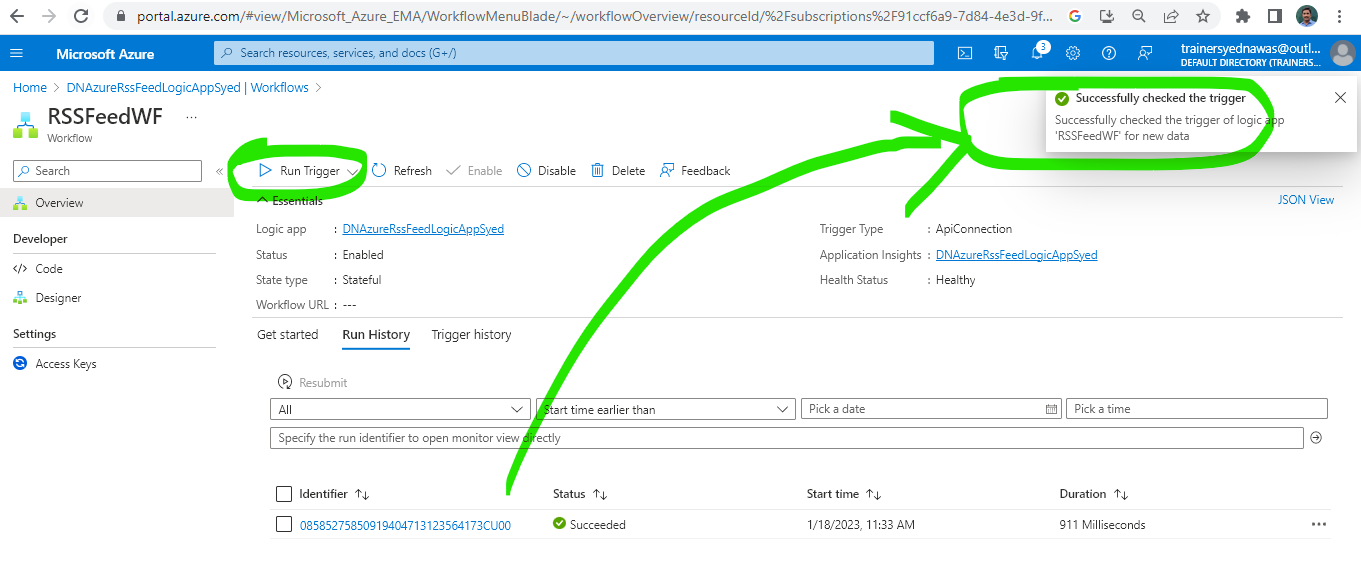 portal.azure.com/#view/Microsoft_Azure_EMA/WorkflowMenuBlade/~/workflowOverview/resourceId/%2Fsubscriptions%2F91ccf6a9-7d84-4e3d-9f...
Microsoft Azure
Search resources, services, and docs (G+/)
3
trainersyednawas@outl...
DEFAULT DIRECTORY (TRAINERS...
Home > DNAzureRssFeedLogicAppSyed | Workflows >
RSSFeedWF ...
Workflow
Successfully checked the trigger
Successfully checked the trigger of logic app
'RSSFeedWF' for new data
Search «
Run Trigger Refresh Enable Disable Delete Feedback
Overview
Essentials JSON View
Developer
Code
Designer
Settings
Access Keys
Logic app : DNAzureRssFeedLogicAppSyed
Status : Enabled
State type : Stateful
Workflow URL : ---
Trigger Type : ApiConnection
Application Insights : DNAzureRssFeedLogicAppSyed
Health Status : Healthy
Get started Run History Trigger history
Resubmit
All Start time earlier than Pick a date Pick a time
Specify the run identifier to open monitor view directly
Identifier Status Start time Duration
08585275850919404713123564173CU00 Succeeded 1/18/2023, 11:33 AM 911 Milliseconds ...